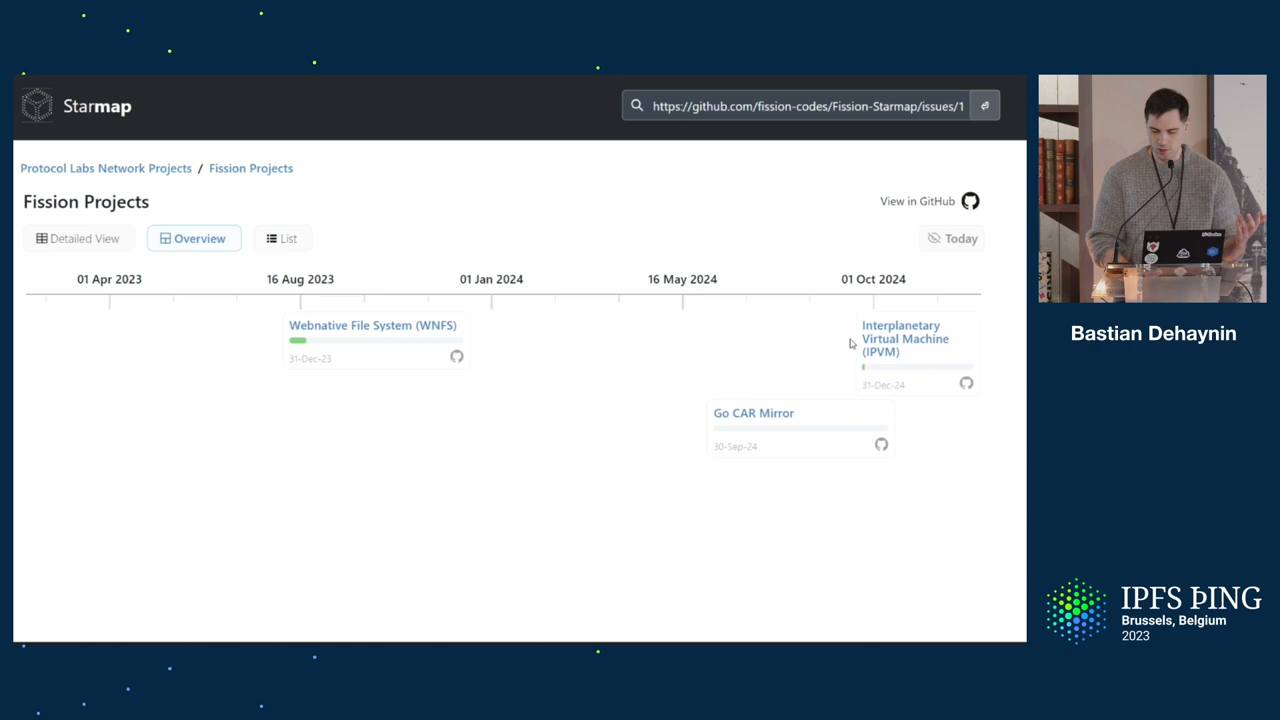 Starmap
https://github.com/fission-codes/Fission-Starmap/issues/1
Protocol Labs Network Projects / Fission Projects
Fission Projects
View in GitHub
Detailed View
Overview
List
Today
01 Apr 2023
16 Aug 2023
01 Jan 2024
16 May 2024
01 Oct 2024
Webnative File System (WNFS)
31-Dec-23
Interplanetary
Virtual Machine
(IPVM)
31-Dec-24
Go CAR Mirror
30-Sep-24
Bastian Dehaynin
IPFS ÞING
Brussels, Belgium
2023